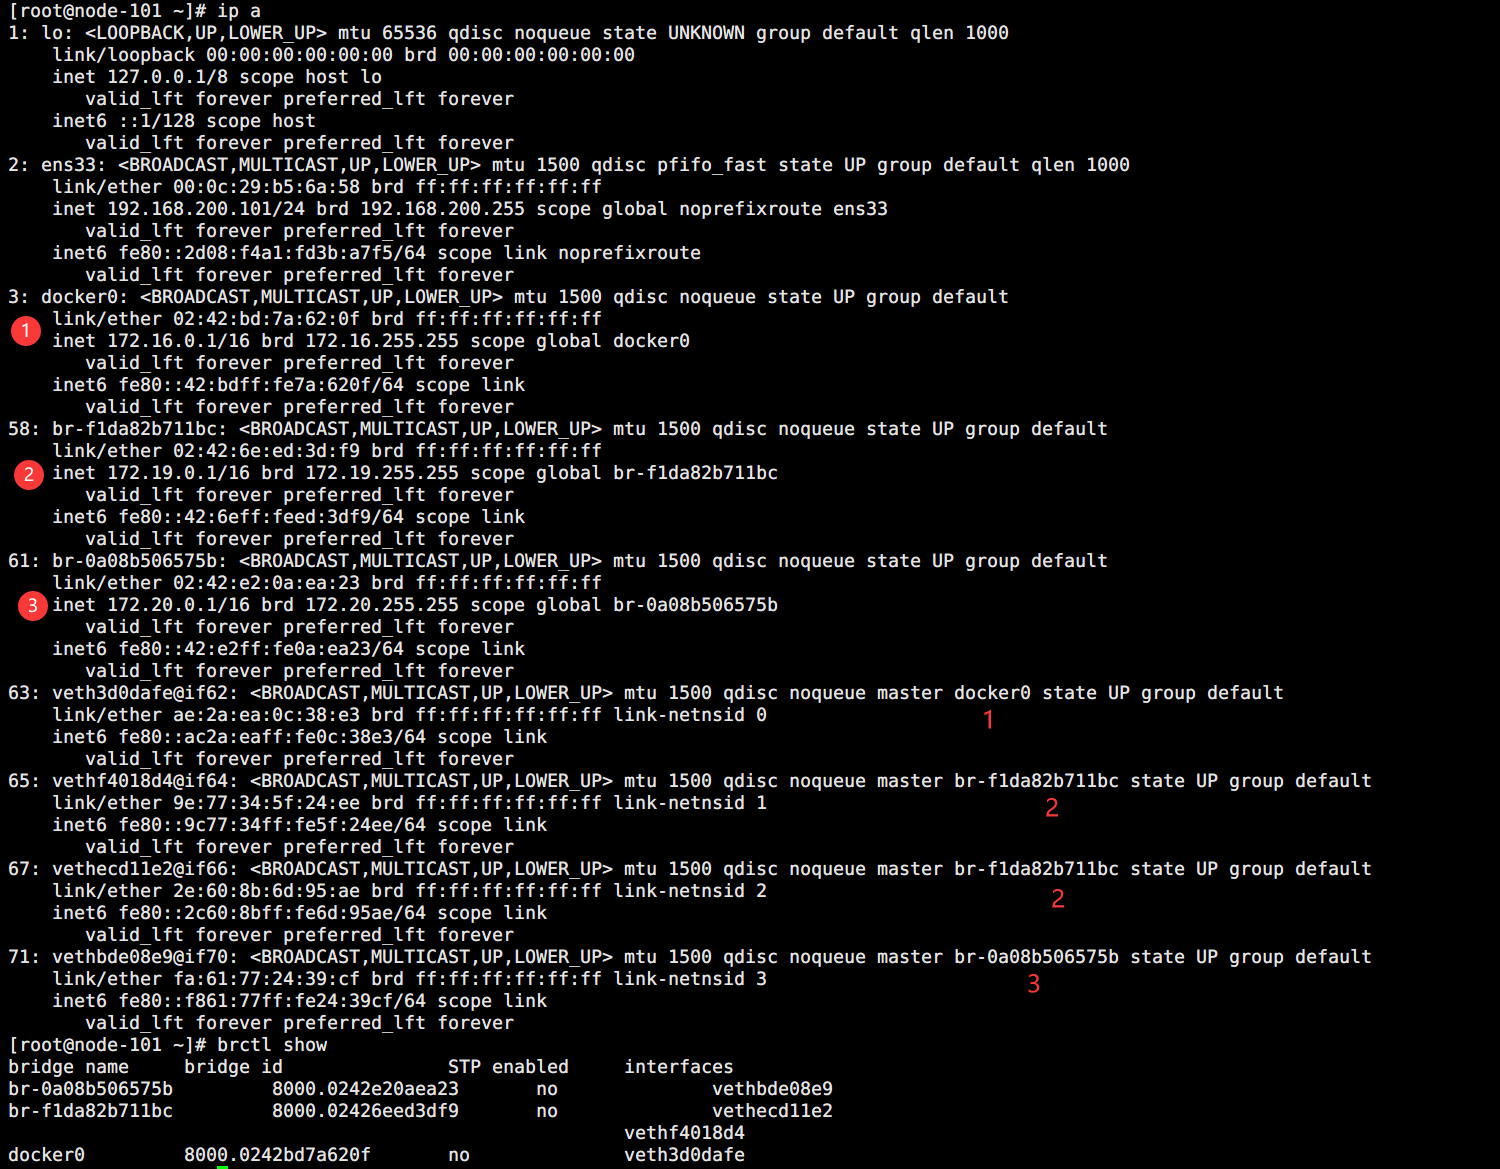 [root@node-101 ~]# ip a
1: lo: <LOOPBACK,UP,LOWER_UP> mtu 65536 qdisc noqueue state UNKNOWN group default qlen 1000
    link/loopback 00:00:00:00:00:00 brd 00:00:00:00:00:00
    inet 127.0.0.1/8 scope host lo
       valid_lft forever preferred_lft forever
    inet6 ::1/128 scope host
       valid_lft forever preferred_lft forever
2: ens33: <BROADCAST,MULTICAST,UP,LOWER_UP> mtu 1500 qdisc pfifo_fast state UP group default qlen 1000
    link/ether 00:0c:29:b5:6a:58 brd ff:ff:ff:ff:ff:ff
    inet 192.168.200.101/24 brd 192.168.200.255 scope global noprefixroute ens33
       valid_lft forever preferred_lft forever
    inet6 fe80::2d08:f4a1:fd3b:a7f5/64 scope link noprefixroute
       valid_lft forever preferred_lft forever
3: docker0: <BROADCAST,MULTICAST,UP,LOWER_UP> mtu 1500 qdisc noqueue state UP group default
    link/ether 02:42:bd:7a:62:0f brd ff:ff:ff:ff:ff:ff
1
    inet 172.16.0.1/16 brd 172.16.255.255 scope global docker0
       valid_lft forever preferred_lft forever
    inet6 fe80::42:bdff:fe7a:620f/64 scope link
       valid_lft forever preferred_lft forever
58: br-f1da82b711bc: <BROADCAST,MULTICAST,UP,LOWER_UP> mtu 1500 qdisc noqueue state UP group default
    link/ether 02:42:6e:ed:3d:f9 brd ff:ff:ff:ff:ff:ff
2   inet 172.19.0.1/16 brd 172.19.255.255 scope global br-f1da82b711bc
       valid_lft forever preferred_lft forever
    inet6 fe80::42:6eff:feed:3df9/64 scope link
       valid_lft forever preferred_lft forever
61: br-0a08b506575b: <BROADCAST,MULTICAST,UP,LOWER_UP> mtu 1500 qdisc noqueue state UP group default
    link/ether 02:42:e2:0a:ea:23 brd ff:ff:ff:ff:ff:ff
3   inet 172.20.0.1/16 brd 172.20.255.255 scope global br-0a08b506575b
       valid_lft forever preferred_lft forever
    inet6 fe80::42:e2ff:fe0a:ea23/64 scope link
       valid_lft forever preferred_lft forever
63: veth3d0dafe@if62: <BROADCAST,MULTICAST,UP,LOWER_UP> mtu 1500 qdisc noqueue master docker0 state UP group default
    link/ether ae:2a:ea:0c:38:e3 brd ff:ff:ff:ff:ff:ff link-netnsid 0
1
    inet6 fe80::ac2a:eaff:fe0c:38e3/64 scope link
       valid_lft forever preferred_lft forever
65: vethf4018d4@if64: <BROADCAST,MULTICAST,UP,LOWER_UP> mtu 1500 qdisc noqueue master br-f1da82b711bc state UP group default
    link/ether 9e:77:34:5f:24:ee brd ff:ff:ff:ff:ff:ff link-netnsid 1
2
    inet6 fe80::9c77:34ff:fe5f:24ee/64 scope link
       valid_lft forever preferred_lft forever
67: vethecd11e2@if66: <BROADCAST,MULTICAST,UP,LOWER_UP> mtu 1500 qdisc noqueue master br-f1da82b711bc state UP group default
    link/ether 2e:60:8b:6d:95:ae brd ff:ff:ff:ff:ff:ff link-netnsid 2
2
    inet6 fe80::2c60:8bff:fe6d:95ae/64 scope link
       valid_lft forever preferred_lft forever
71: vethbde08e9@if70: <BROADCAST,MULTICAST,UP,LOWER_UP> mtu 1500 qdisc noqueue master br-0a08b506575b state UP group default
    link/ether fa:61:77:24:39:cf brd ff:ff:ff:ff:ff:ff link-netnsid 3
3
    inet6 fe80::f861:77ff:fe24:39cf/64 scope link
       valid_lft forever preferred_lft forever
[root@node-101 ~]# brctl show
bridge name     bridge id               STP enabled     interfaces
br-0a08b506575b         8000.0242e20aea23       no              vethbde08e9
br-f1da82b711bc         8000.02426eed3df9       no              vethecd11e2
                                                        vethf4018d4
docker0         8000.0242bd7a620f       no              veth3d0dafe